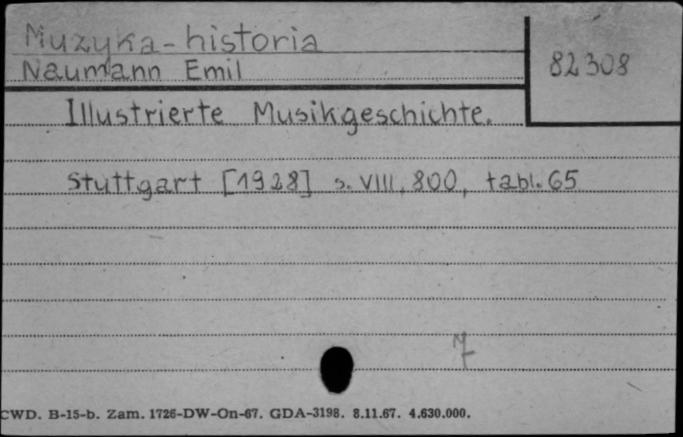 Muzyka-historia
82308
Naumann Emil
Illustrierte Musikgeschichte.
Stuttgart [1928] s. VIII, 800, tabl. 65
CWD. B-15-b. Zam. 1726-DW-On-67. GDA-3198. 8.11.67. 4.630.000.